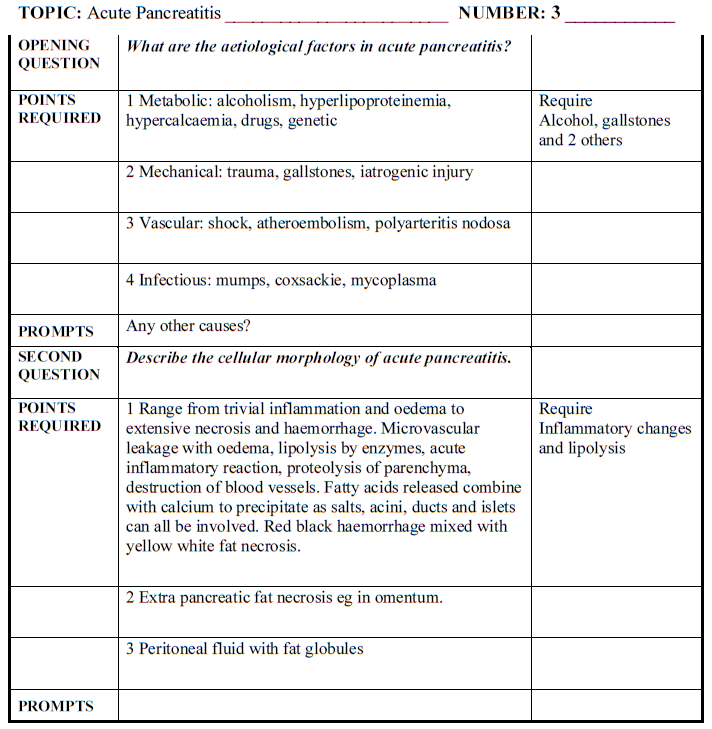 TOPIC: Acute Pancreatitis ________________________ NUMBER: 3 ____________
OPENING QUESTION
What are the aetiological factors in acute pancreatitis?
POINTS REQUIRED
1 Metabolic: alcoholism, hyperlipoproteinemia,
hypercalcaemia, drugs, genetic
Require
Alcohol, gallstones
and 2 others
2 Mechanical: trauma, gallstones, iatrogenic injury
3 Vascular: shock, atheroembolism, polyarteritis nodosa
4 Infectious: mumps, coxsackie, mycoplasma
PROMPTS
Any other causes?
SECOND
QUESTION
Describe the cellular morphology of acute pancreatitis.
POINTS
REQUIRED
1 Range from trivial inflammation and oedema to
extensive necrosis and haemorrhage. Microvascular
leakage with oedema, lipolysis by enzymes, acute
inflammatory reaction, proteolysis of parenchyma,
destruction of blood vessels. Fatty acids released combine
with calcium to precipitate as salts, acini, ducts and islets
can all be involved. Red black haemorrhage mixed with
yellow white fat necrosis.
Require
Inflammatory changes
and lipolysis
2 Extra pancreatic fat necrosis eg in omentum.
3 Peritoneal fluid with fat globules
PROMPTS